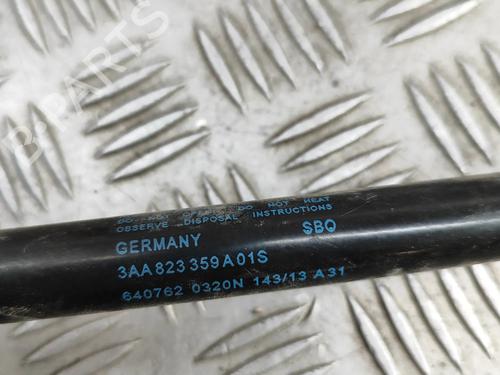 DO NOT OPEN DO NOT HEAT
OBSERVE DISPOSAL INSTRUCTIONS
GERMANY SBO
3AA 823 359 A 01S
640762 0320N 143/13 A31